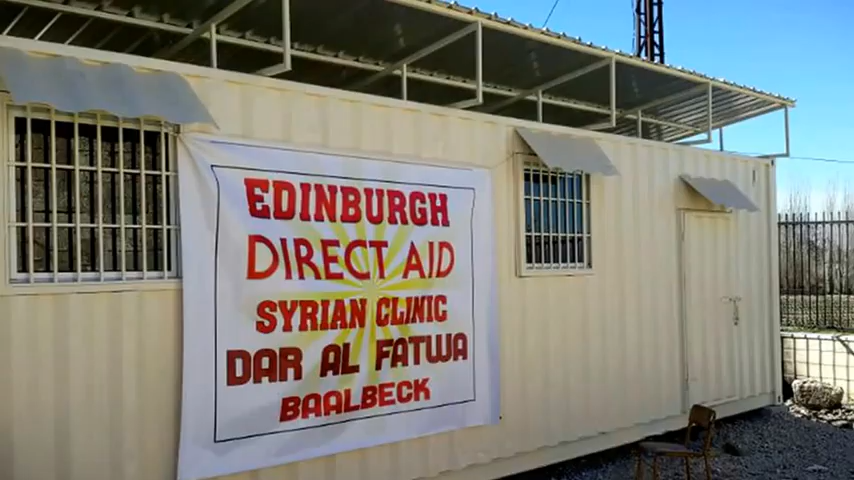 EDINBURGH
DIRECT AID
SYRIAN CLINIC
DAR AL FATWA
BAALBECK